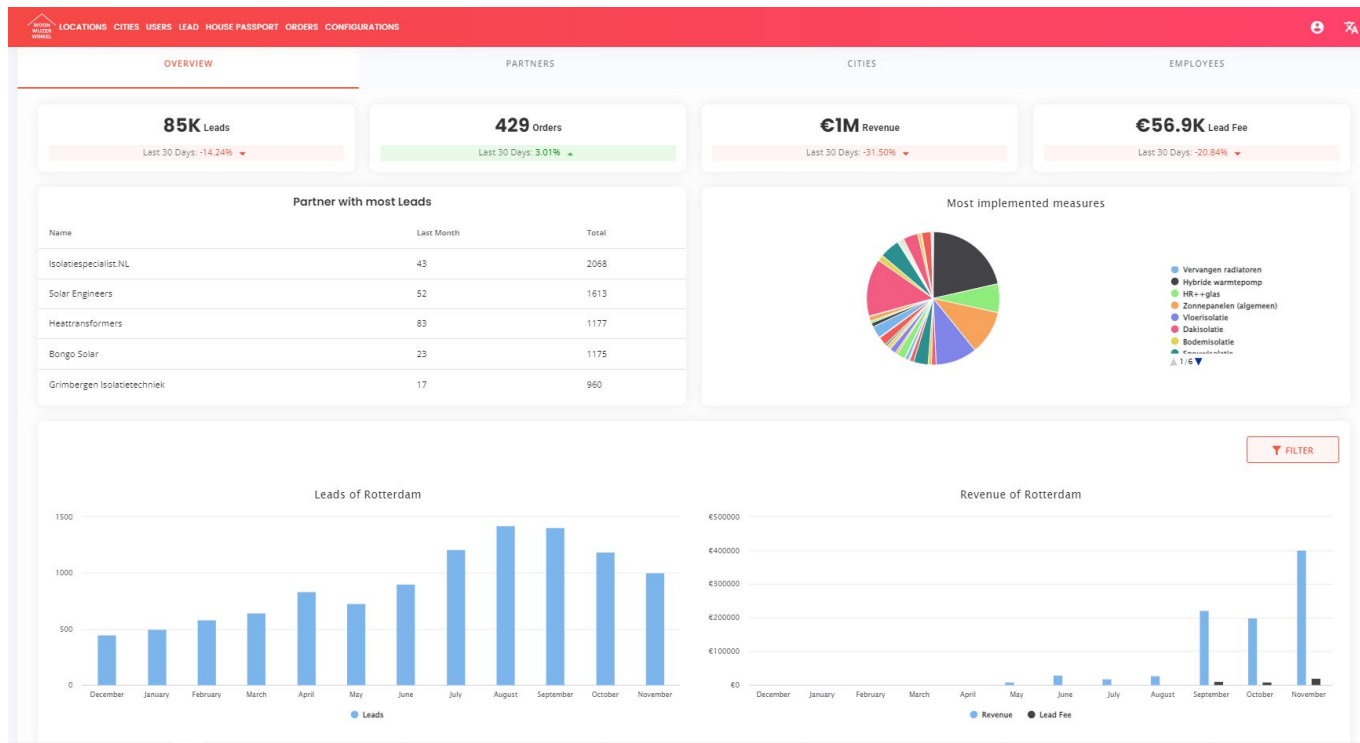 WOON
WIJZER
WINKEL
LOCATIONS CITIES USERS LEAD HOUSE PASSPORT ORDERS CONFIGURATIONS
OVERVIEW PARTNERS CITIES EMPLOYEES
85K Leads
Last 30 Days: -14.24%
429 Orders
Last 30 Days: 3.01%
€1M Revenue
Last 30 Days: -31.50%
€56.9K Lead Fee
Last 30 Days: -20.84%
Partner with most Leads
Name Last Month Total
Isolatiespecialist.NL 43 2068
Solar Engineers 52 1613
Heattransformers 83 1177
Bongo Solar 23 1175
Grimbergen Isolatietechniek 17 960
Most implemented measures
Vervangen radiatoren
Hybride warmtepomp
HR++glas
Zonnepanelen (algemeen)
Vloerisolatie
Dakisolatie
Bodemisolatie
1/6
FILTER
Leads of Rotterdam
1500
1000
500
0
December January February March April May June July August September October November
Leads
Revenue of Rotterdam
€500000
€400000
€300000
€200000
€100000
€0
December January February March April May June July August September October November
Revenue Lead Fee